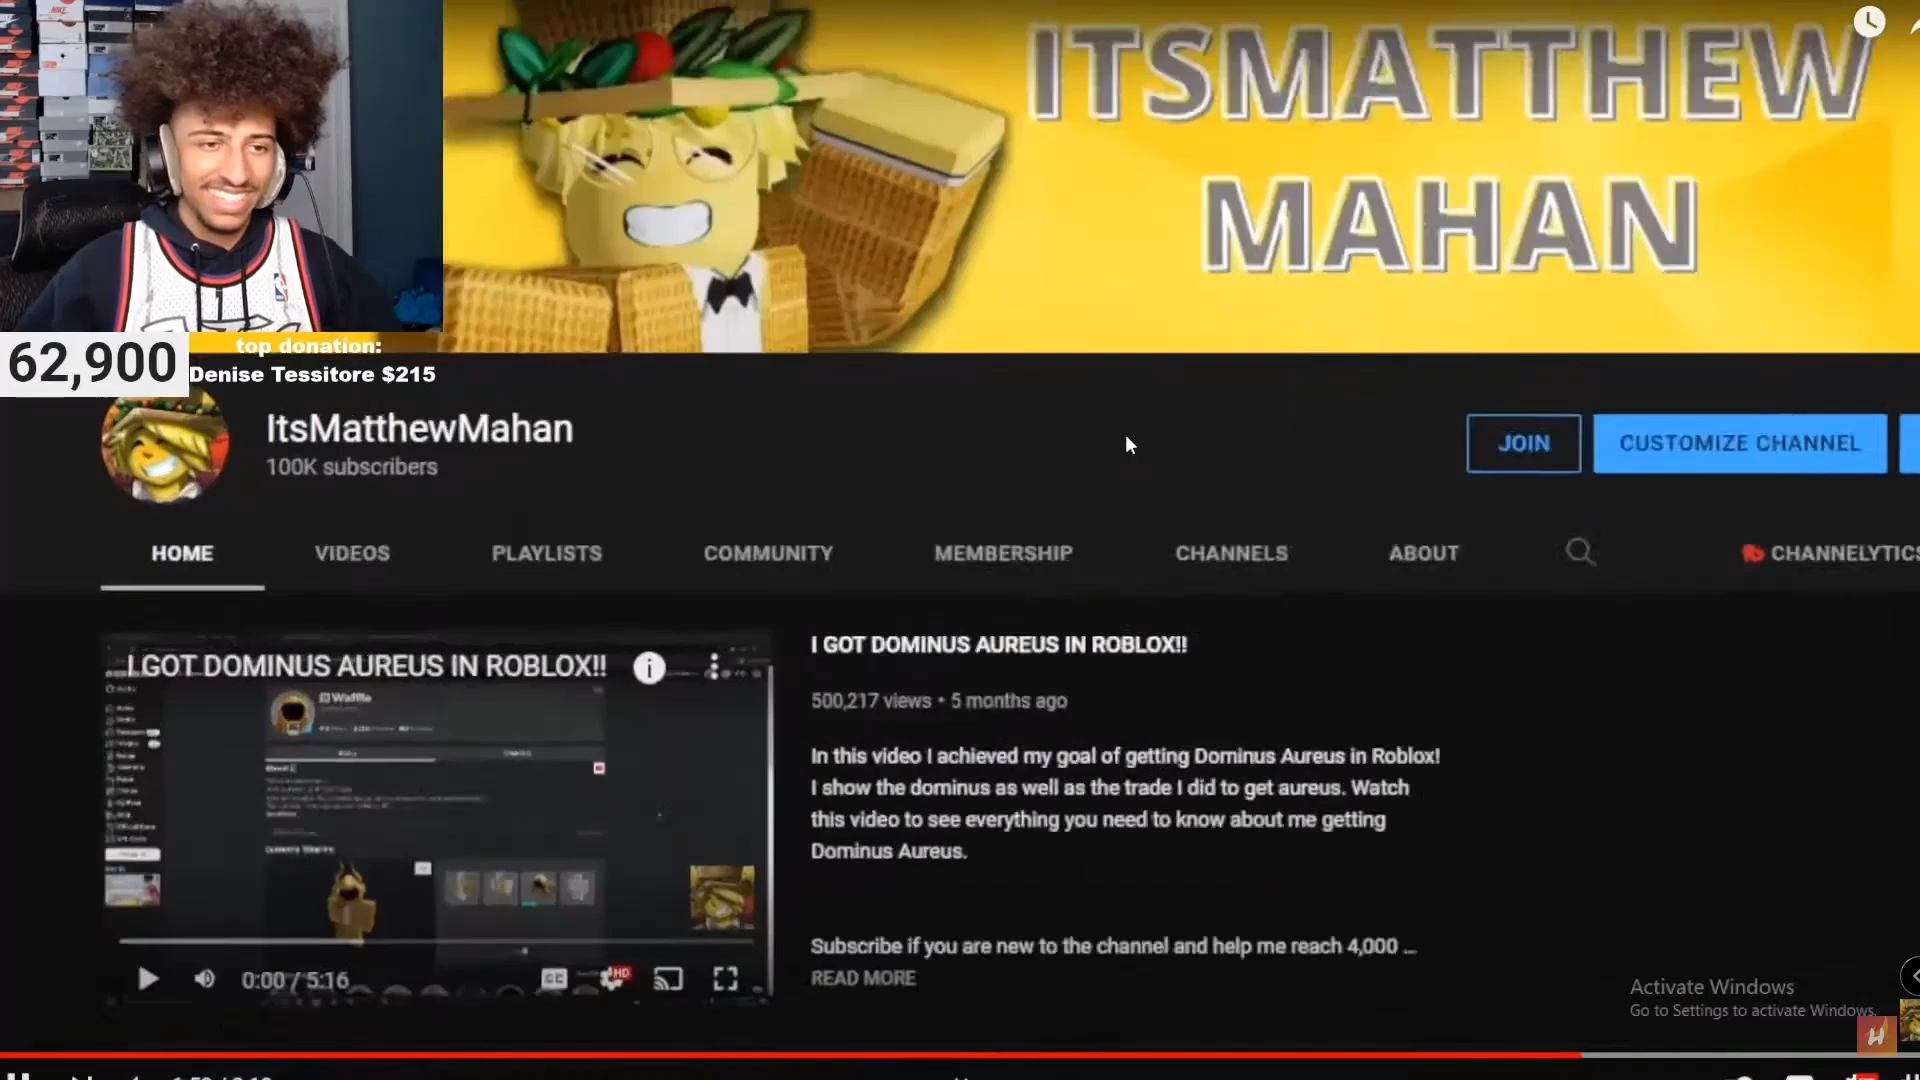 ITSMATTHEW
MAHAN
62,900
top donation:
Denise Tessitore $215
ItsMatthewMahan
100K subscribers
JOIN
CUSTOMIZE CHANNEL
HOME
VIDEOS
PLAYLISTS
COMMUNITY
MEMBERSHIP
CHANNELS
ABOUT
CHANNELYTICS
I GOT DOMINUS AUREUS IN ROBLOX!!
0:00 / 5:16
CC
HD
I GOT DOMINUS AUREUS IN ROBLOX!!
500,217 views • 5 months ago
In this video I achieved my goal of getting Dominus Aureus in Roblox!
I show the dominus as well as the trade I did to get aureus. Watch
this video to see everything you need to know about me getting
Dominus Aureus.
Subscribe if you are new to the channel and help me reach 4,000 ...
READ MORE
Activate Windows
Go to Settings to activate Windows.
H